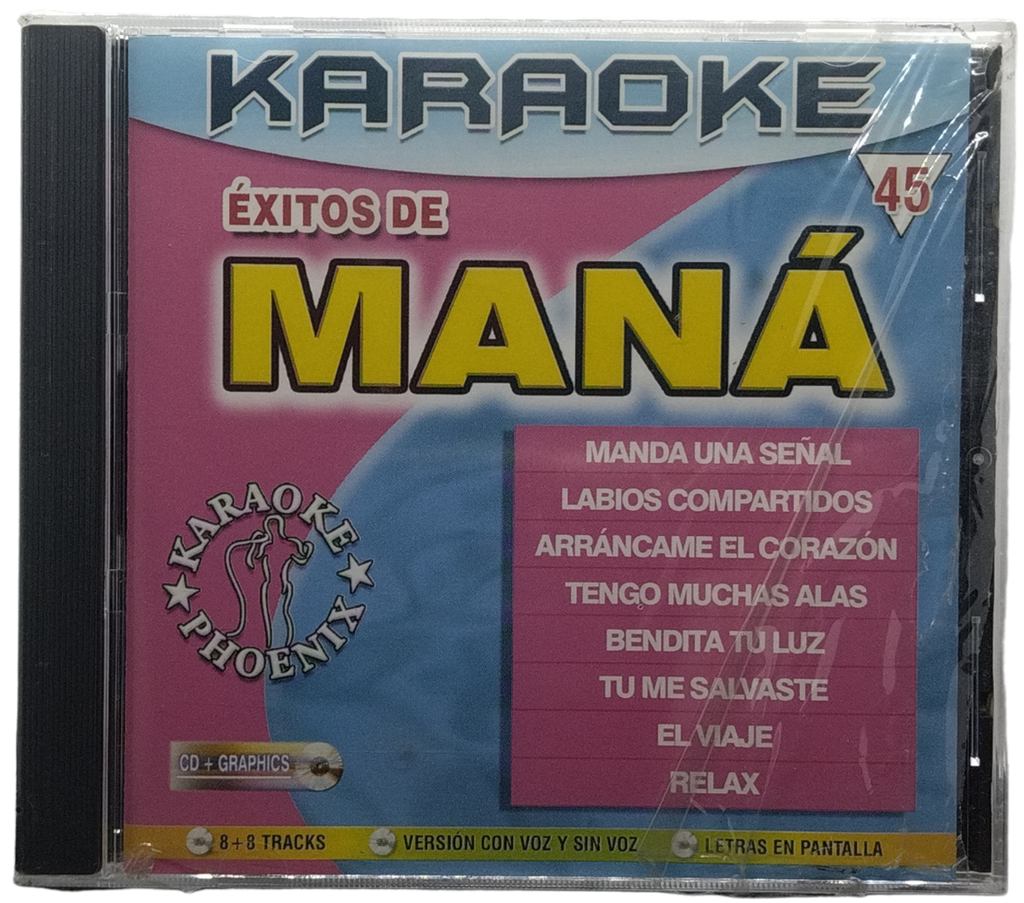 KARAOKE
45
ÉXITOS DE
MANÁ
MANDA UNA SEÑAL
LABIOS COMPARTIDOS
ARRÁNCAME EL CORAZÓN
TENGO MUCHAS ALAS
BENDITA TU LUZ
TU ME SALVASTE
EL VIAJE
RELAX
KARAOKE
PHOENIX
CD + GRAPHICS
8+8 TRACKS
VERSIÓN CON VOZ Y SIN VOZ
LETRAS EN PANTALLA